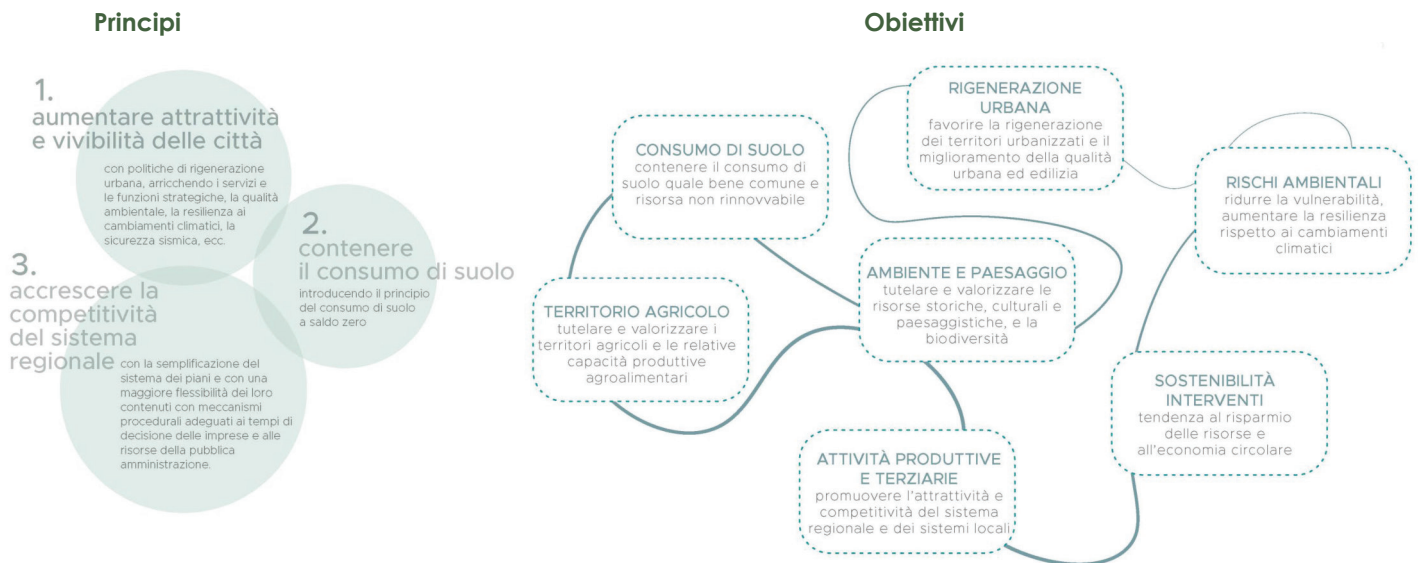 Principi
1.
aumentare attrattività
e vivibilità delle città
con politiche di rigenerazione
urbana, arricchendo i servizi e
le funzioni strategiche, la qualità
ambientale, la resilienza ai
cambiamenti climatici, la
sicurezza sismica, ecc.
2.
contenere
il consumo di suolo
introducendo il principio
del consumo di suolo
a saldo zero
3.
accrescere la
competitività
del sistema
regionale
con la semplificazione del
sistema dei piani e con una
maggiore flessibilità dei loro
contenuti con meccanismi
procedurali adeguati ai tempi di
decisione delle imprese e alle
risorse della pubblica
amministrazione.
Obiettivi
RIGENERAZIONE
URBANA
favorire la rigenerazione
dei territori urbanizzati e il
miglioramento della qualità
urbana ed edilizia
CONSUMO DI SUOLO
contenere il consumo di
suolo quale bene comune e
risorsa non rinnovabile
RISCHI AMBIENTALI
ridurre la vulnerabilità,
aumentare la resilienza
rispetto ai cambiamenti
climatici
AMBIENTE E PAESAGGIO
tutelare e valorizzare le
risorse storiche, culturali e
paesaggistiche, e la
biodiversità
TERRITORIO AGRICOLO
tutelare e valorizzare i
territori agricoli e le relative
capacità produttive
agroalimentari
SOSTENIBILITÀ
INTERVENTI
tendenza al risparmio
delle risorse e
all'economia circolare
ATTIVITÀ PRODUTTIVE
E TERZIARIE
promuovere l'attrattività e
competitività del sistema
regionale e dei sistemi locali